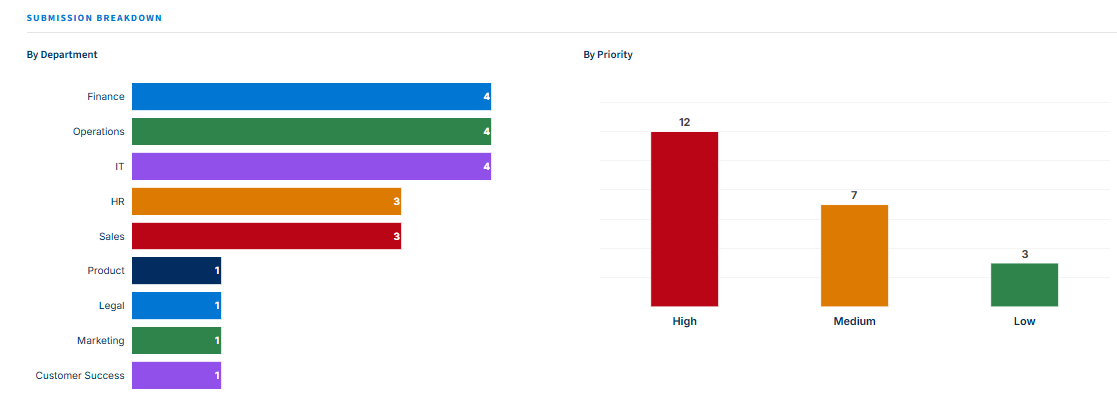 SUBMISSION BREAKDOWN
By Department
Finance 4
Operations 4
IT 4
HR 3
Sales 3
Product 1
Legal 1
Marketing 1
Customer Success 1
By Priority
12
7
3
High Medium Low